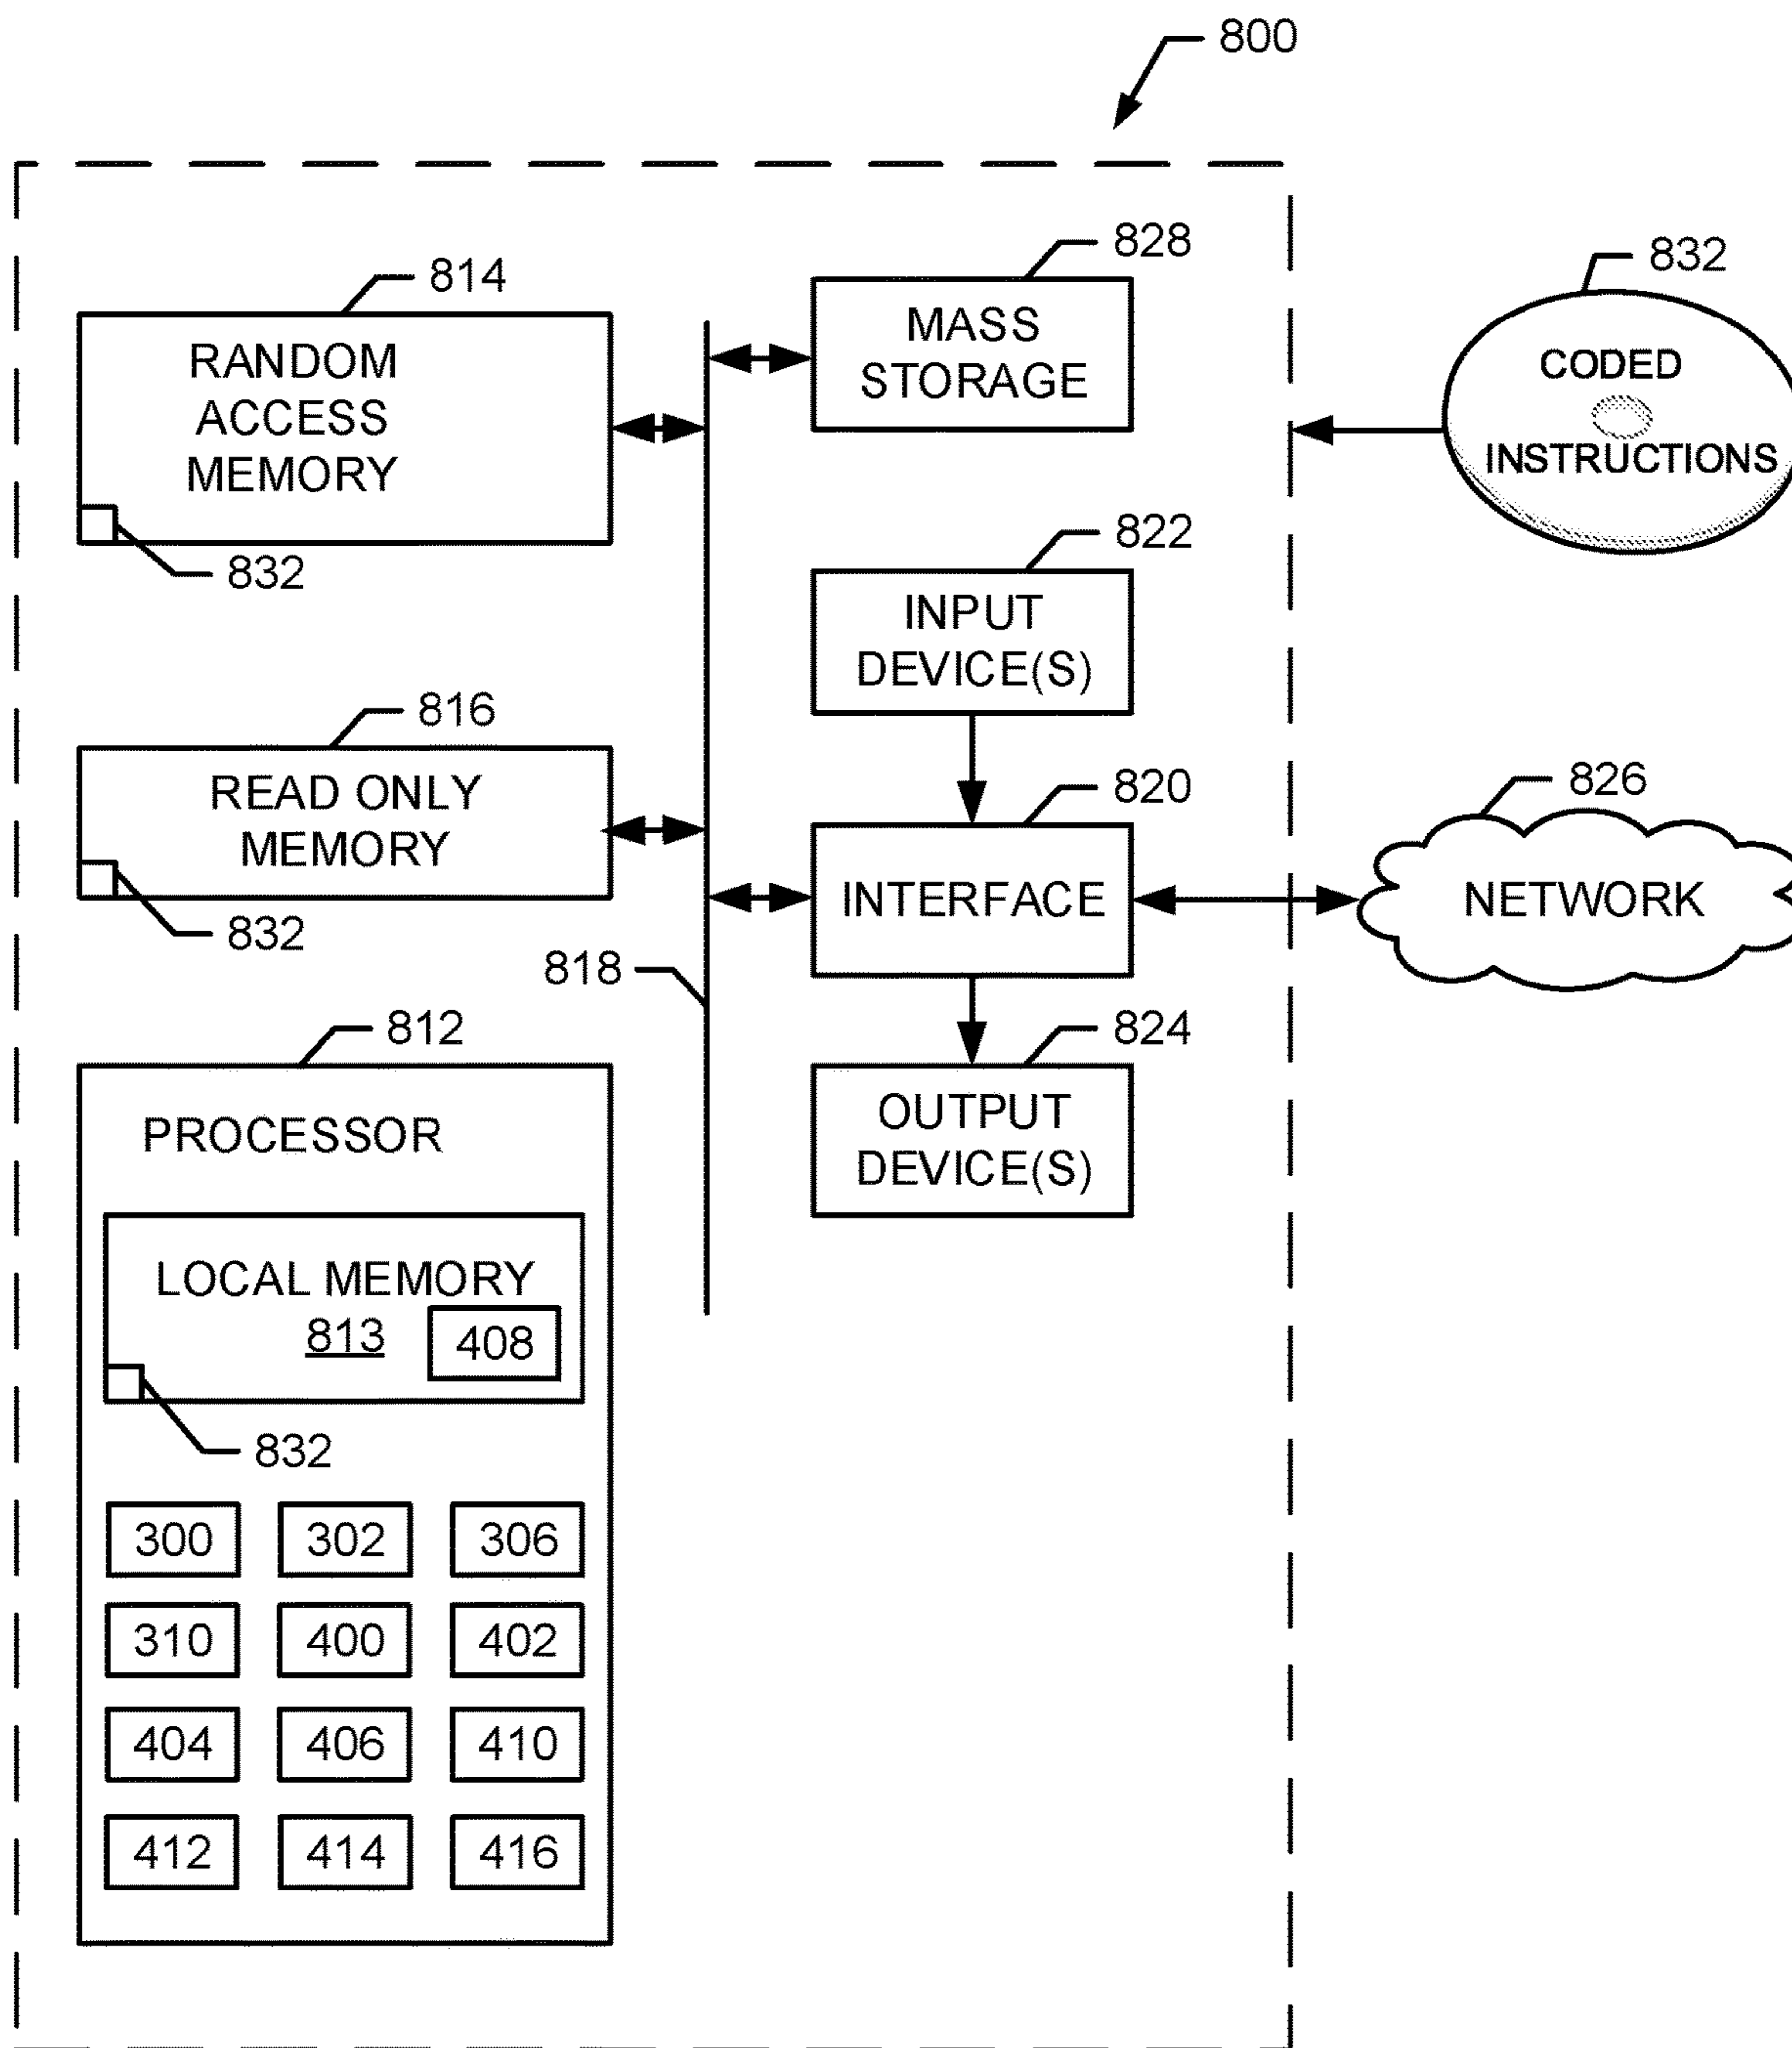 800
814
RANDOM
ACCESS
MEMORY
832
828
MASS
STORAGE
832
CODED
INSTRUCTIONS
822
INPUT
DEVICE(S)
816
READ ONLY
MEMORY
832
820
INTERFACE
826
NETWORK
818
824
OUTPUT
DEVICE(S)
812
PROCESSOR
LOCAL MEMORY
813
408
832
300 302 306
310 400 402
404 406 410
412 414 416